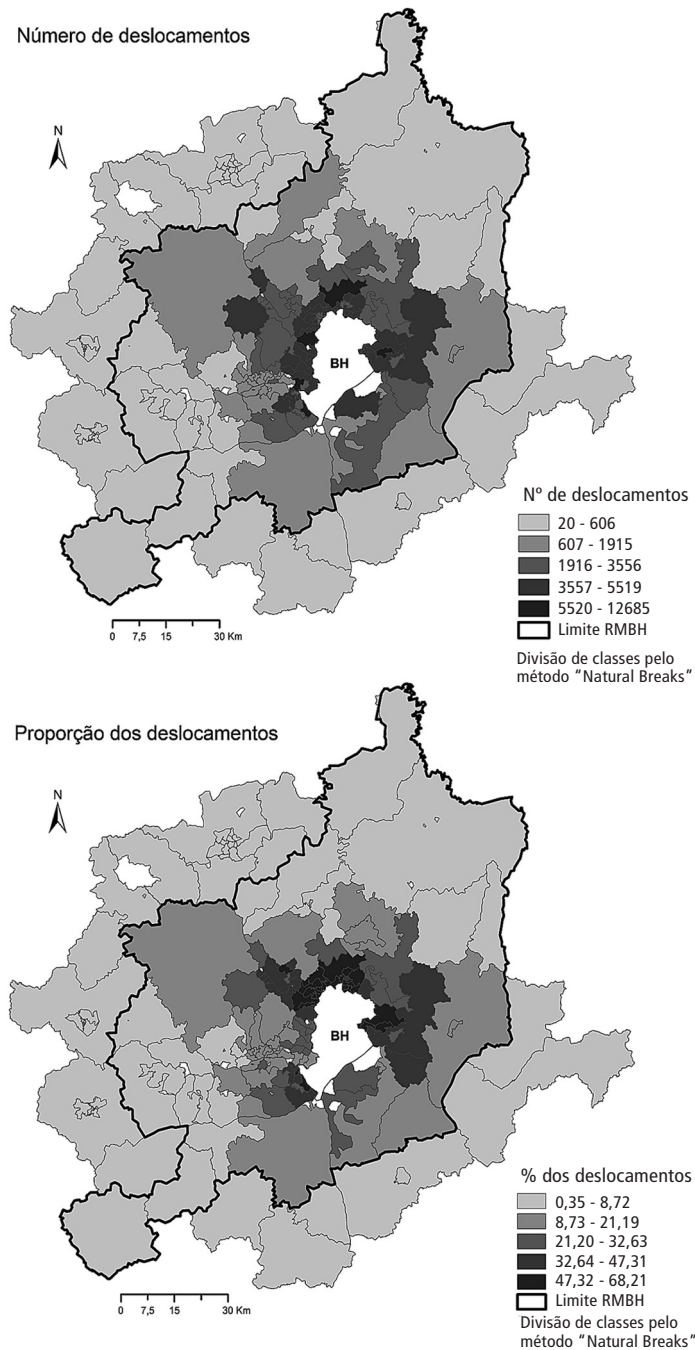 Número de deslocamentos
N
BH
Nº de deslocamentos
20 - 606
607 - 1915
1916 - 3556
3557 - 5519
5520 - 12685
Limite RMBH
Divisão de classes pelo
método “Natural Breaks”
0 7,5 15 30 Km
Proporção dos deslocamentos
N
BH
% dos deslocamentos
0,35 - 8,72
8,73 - 21,19
21,20 - 32,63
32,64 - 47,31
47,32 - 68,21
Limite RMBH
Divisão de classes pelo
método “Natural Breaks”
0 7,5 15 30 Km